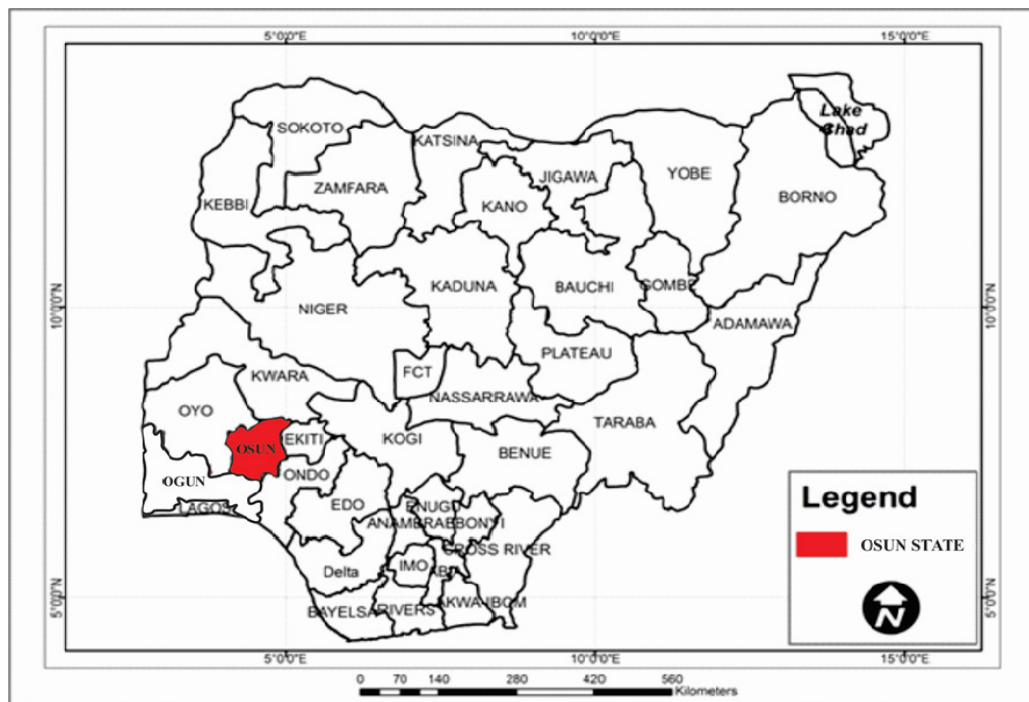 5°0'0"E 10°0'0"E 15°0'0"E
Lake
Chad
SOKOTO
KATSINA
ZAMFARA
JIGAWA
YOBE
KEBBI
KANO
BORNO
10°0'0"N
10°0'0"N
NIGER
KADUNA
BAUCHI
GOMBE
ADAMAWA
PLATEAU
KWARA
FCT
NASSARRAWA
OYO
TARABA
OSUN
EKITI
KOGI
BENUE
OGUN
ONDO
LAGOS
EDO
ENUGU
ANAMBRA
EBONYI
CROSS RIVER
Delta
IMO
BAYELSA
RIVERS
AKWA-IBOM
5°0'0"N
5°0'0"N
Legend
OSUN STATE
N
5°0'0"E 10°0'0"E 15°0'0"E
0 70 140 280 420 560
Kilometers